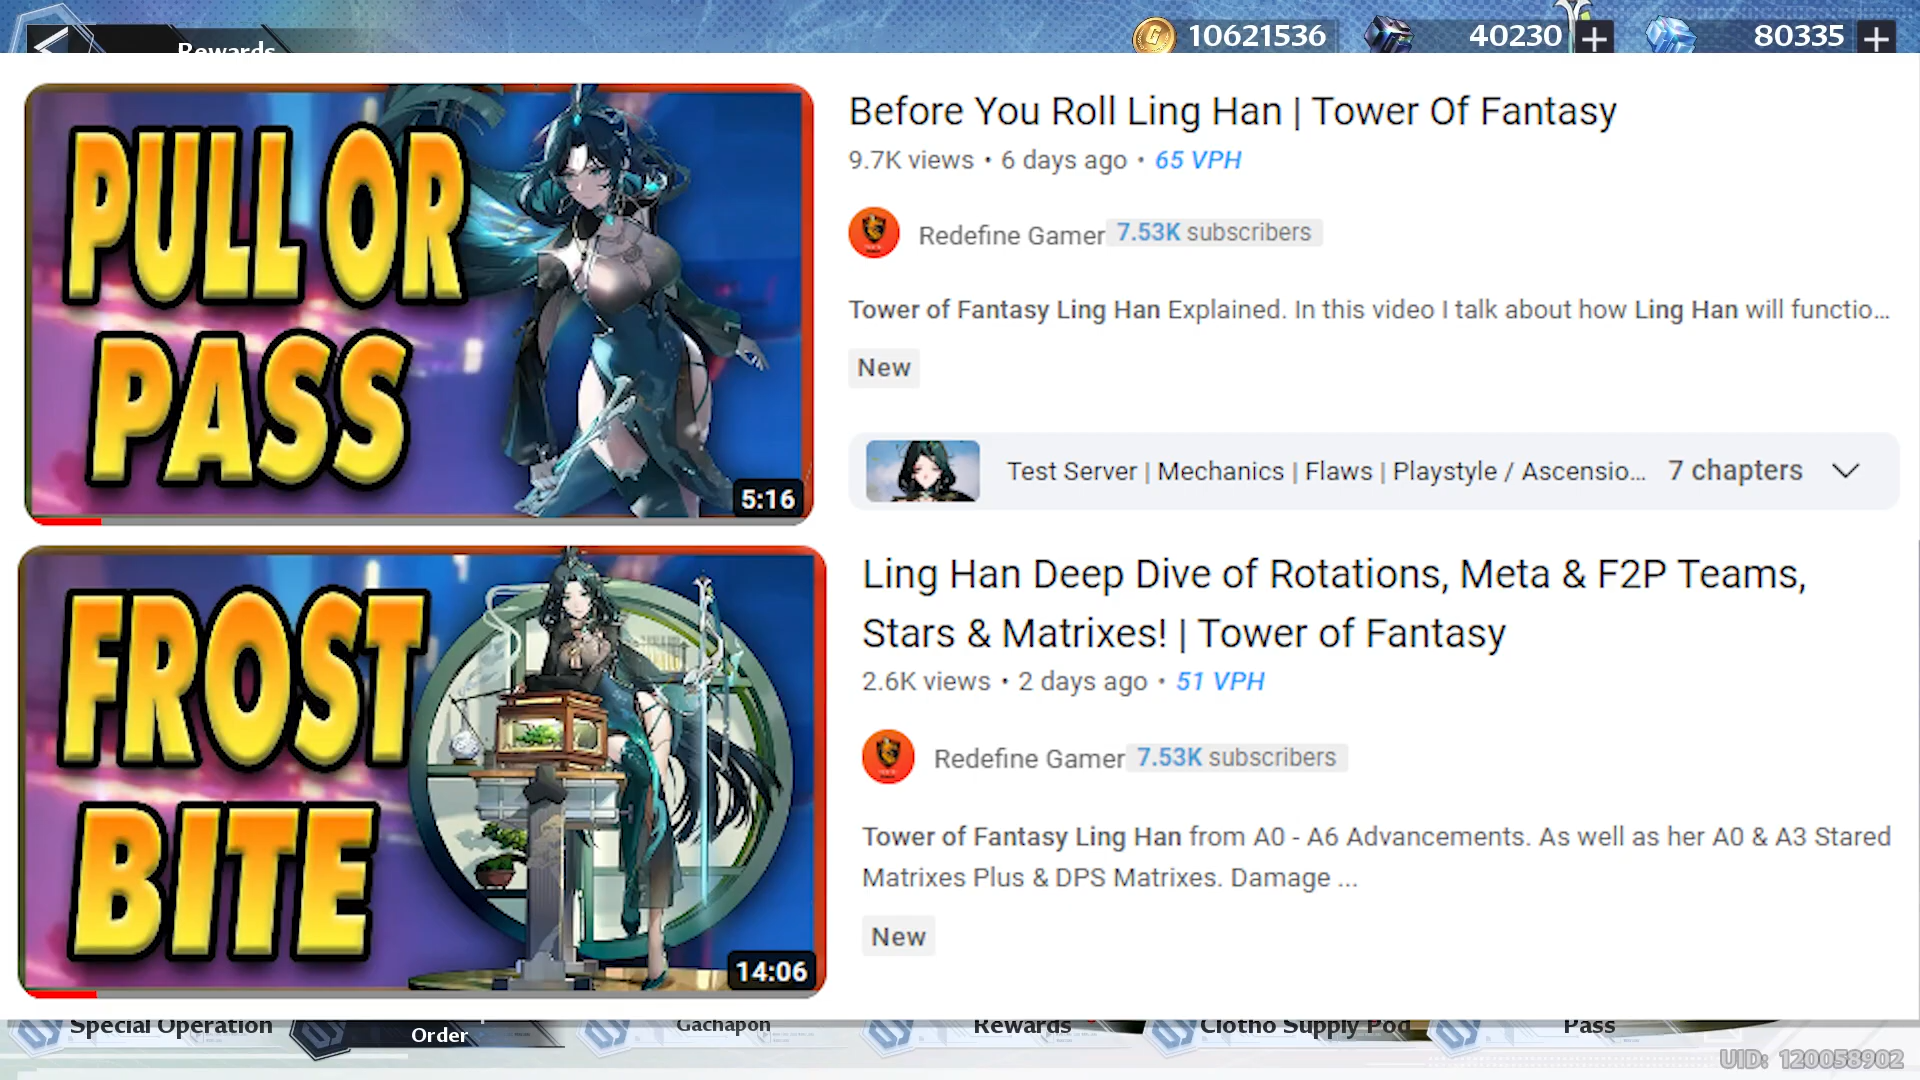 Rewards
10621536
40230
80335
PULL OR
PASS
5:16
Before You Roll Ling Han | Tower Of Fantasy
9.7K views • 6 days ago • 65 VPH
Redefine Gamer 7.53K subscribers
Tower of Fantasy Ling Han Explained. In this video I talk about how Ling Han will functio...
New
Test Server | Mechanics | Flaws | Playstyle / Ascensio... 7 chapters
FROST
BITE
14:06
Ling Han Deep Dive of Rotations, Meta & F2P Teams,
Stars & Matrixes! | Tower of Fantasy
2.6K views • 2 days ago • 51 VPH
Redefine Gamer 7.53K subscribers
Tower of Fantasy Ling Han from A0 - A6 Advancements. As well as her A0 & A3 Stared
Matrixes Plus & DPS Matrixes. Damage ...
New
Special Operation
Order
Gachapon
Rewards
Clotho Supply Pod
Pass
UID: 120058902